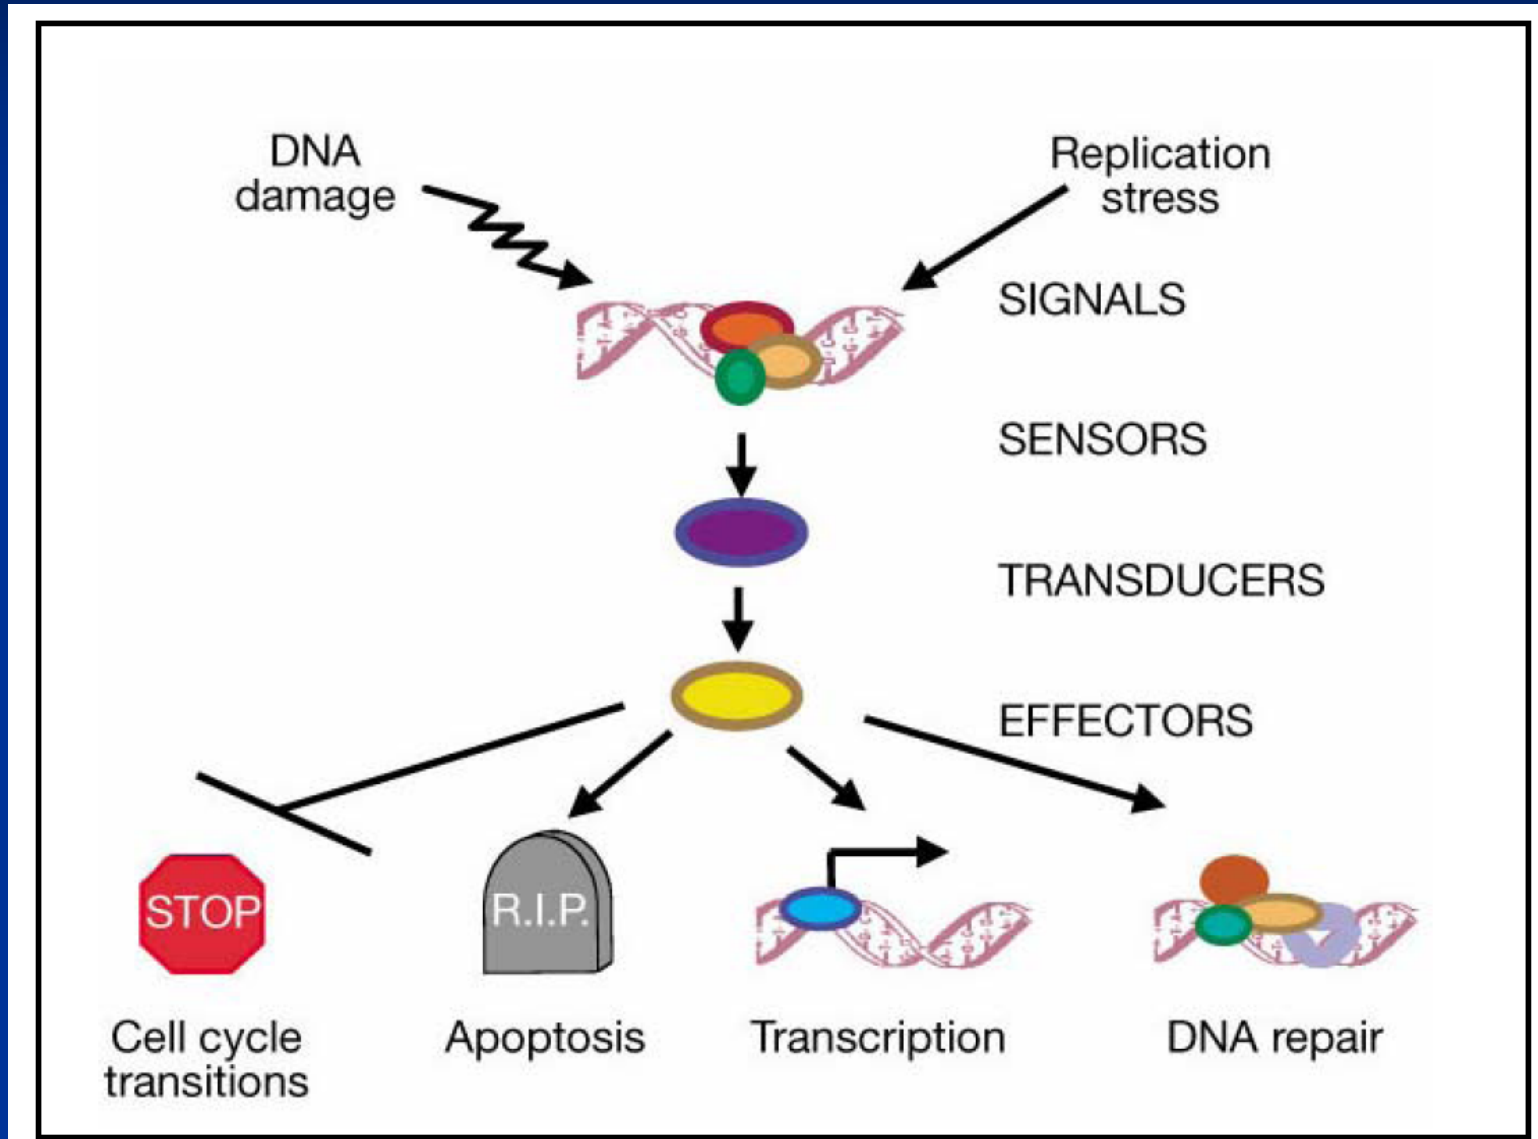 DNA
damage
Replication
stress
SIGNALS
SENSORS
TRANSDUCERS
EFFECTORS
STOP
R.I.P.
Cell cycle
transitions
Apoptosis
Transcription
DNA repair